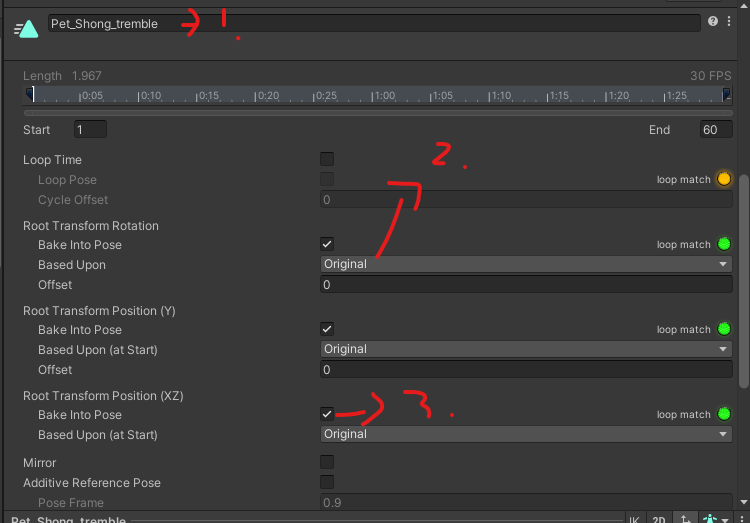 Pet_Shong_tremble → 1.
Length 1.967 30 FPS
0:05 0:10 0:15 0:20 0:25 1:00 1:05 1:10 1:15 1:20 1:25
Start 1 End 60
Loop Time 2.
Loop Pose loop match
Cycle Offset 0
Root Transform Rotation
Bake Into Pose loop match
Based Upon Original
Offset 0
Root Transform Position (Y)
Bake Into Pose loop match
Based Upon (at Start) Original
Offset 0
Root Transform Position (XZ)
Bake Into Pose → 3. loop match
Based Upon (at Start) Original
Mirror
Additive Reference Pose
Pose Frame 0.9
Pet_Shong_tremble IK 2D